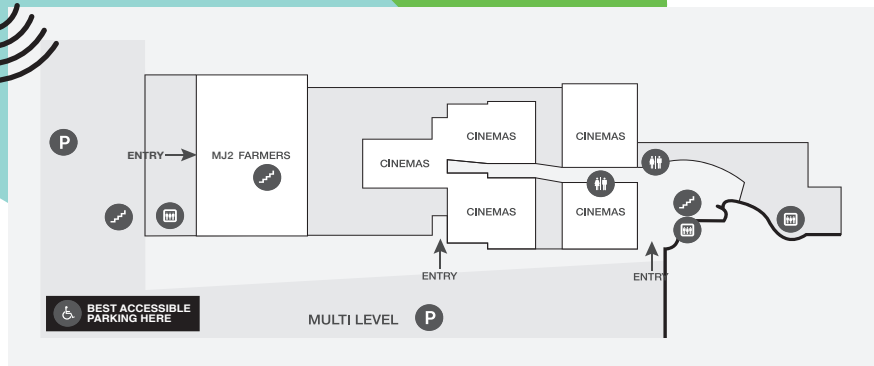 P
ENTRY
MJ2 FARMERS
CINEMAS
CINEMAS
CINEMAS
CINEMAS
CINEMAS
ENTRY
ENTRY
BEST ACCESSIBLE
PARKING HERE
MULTI LEVEL P